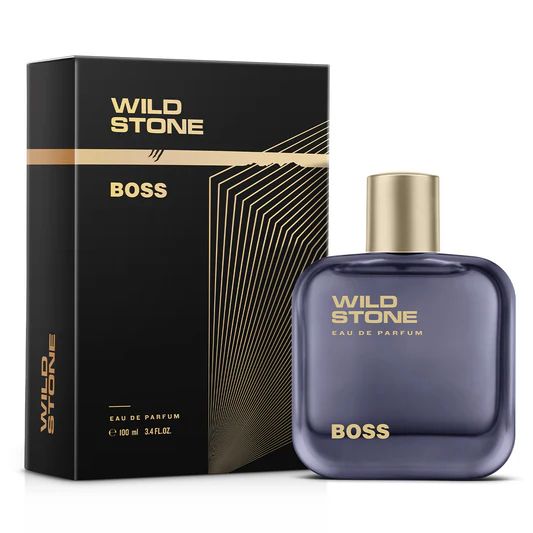 WILD
STONE
BOSS
EAU DE PARFUM
℮ 100 ml 3.4 FL.OZ.
WILD
STONE
WILD
STONE
EAU DE PARFUM
BOSS